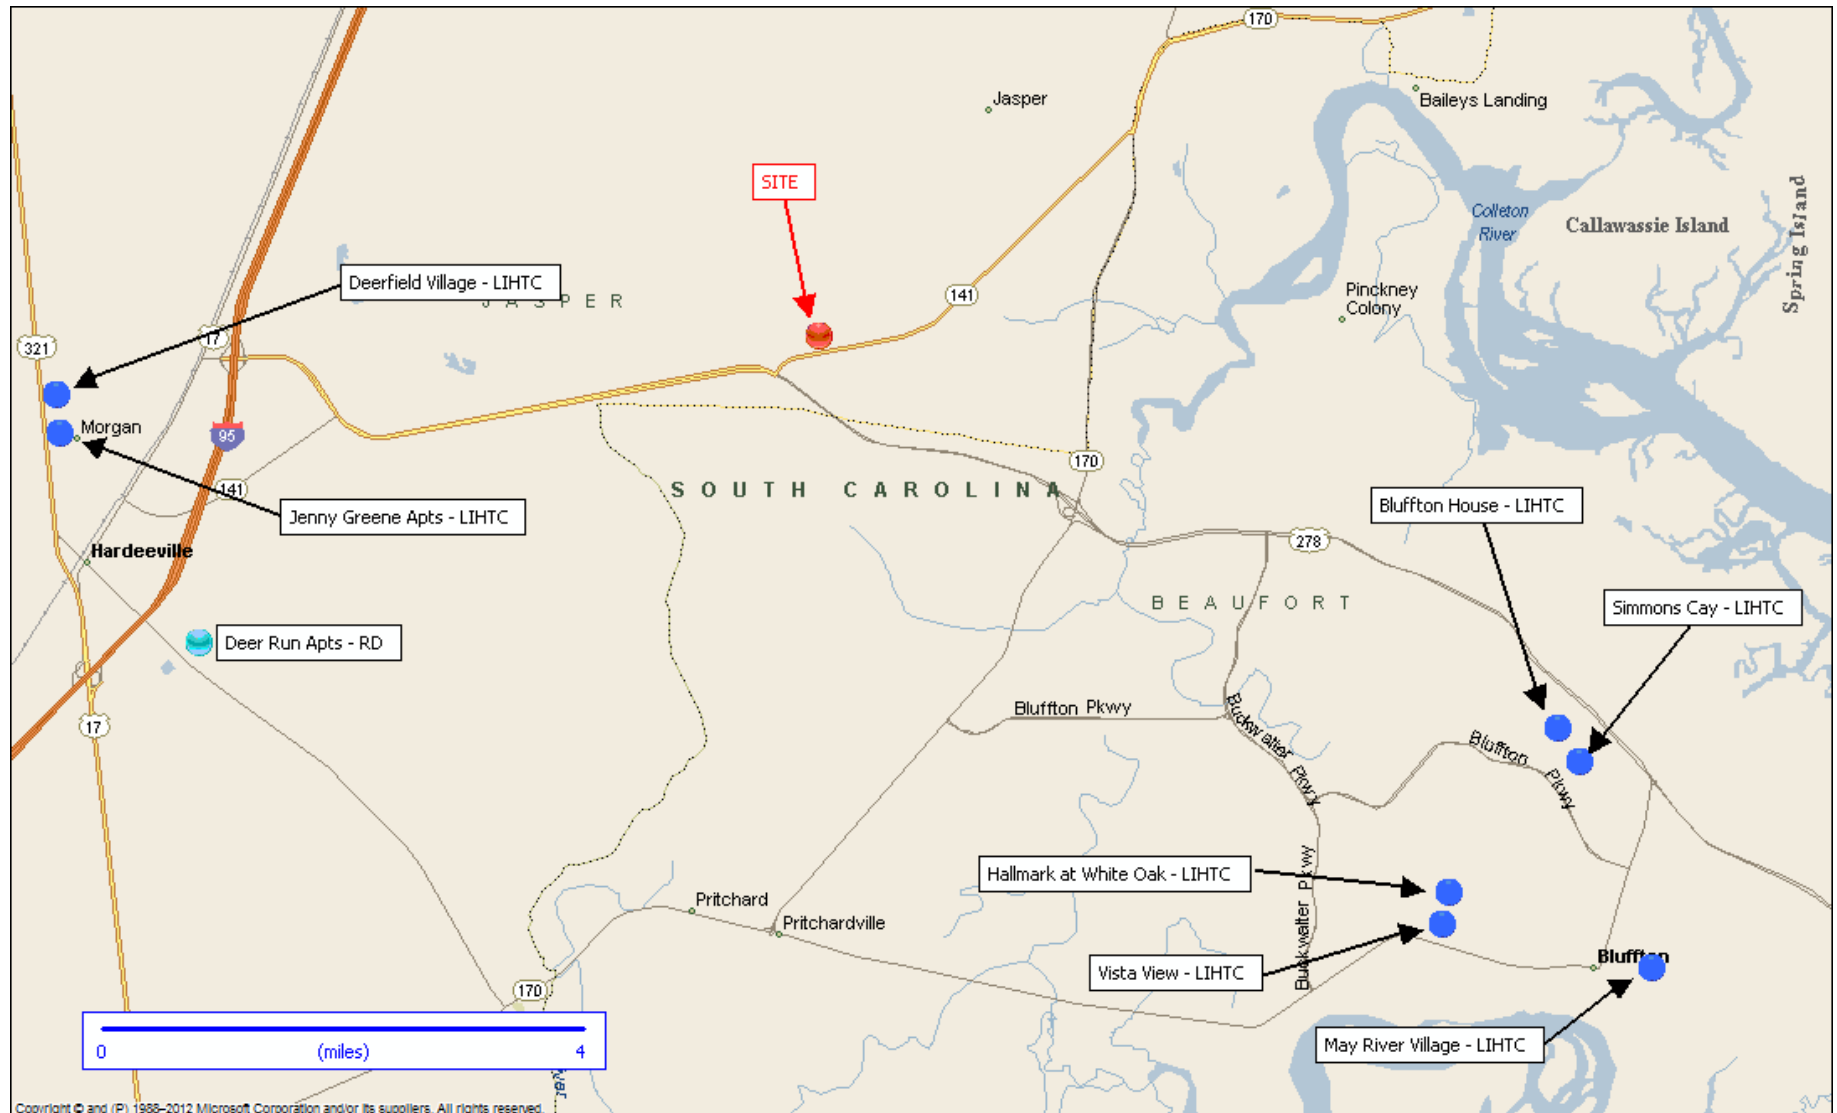 170
Jasper
Baileys Landing
SITE
Colleton
River
Callawassie Island
Spring Island
Deerfield Village - LIHTC
JASPER
141
Pinckney
Colony
17
321
Morgan
95
170
141
SOUTH CAROLINA
Jenny Greene Apts - LIHTC
Bluffton House - LIHTC
278
Hardeeville
BEAUFORT
Simmons Cay - LIHTC
Deer Run Apts - RD
Bluffton Pkwy
Buckwalter Pkwy
17
Bluffton Pkwy
Hallmark at White Oak - LIHTC
Buckwalter Pkwy
Pritchard
Pritchardville
Bluffton
Vista View - LIHTC
170
May River Village - LIHTC
0 (miles) 4
Copyright © and (P) 1988–2012 Microsoft Corporation and/or its suppliers. All rights reserved.